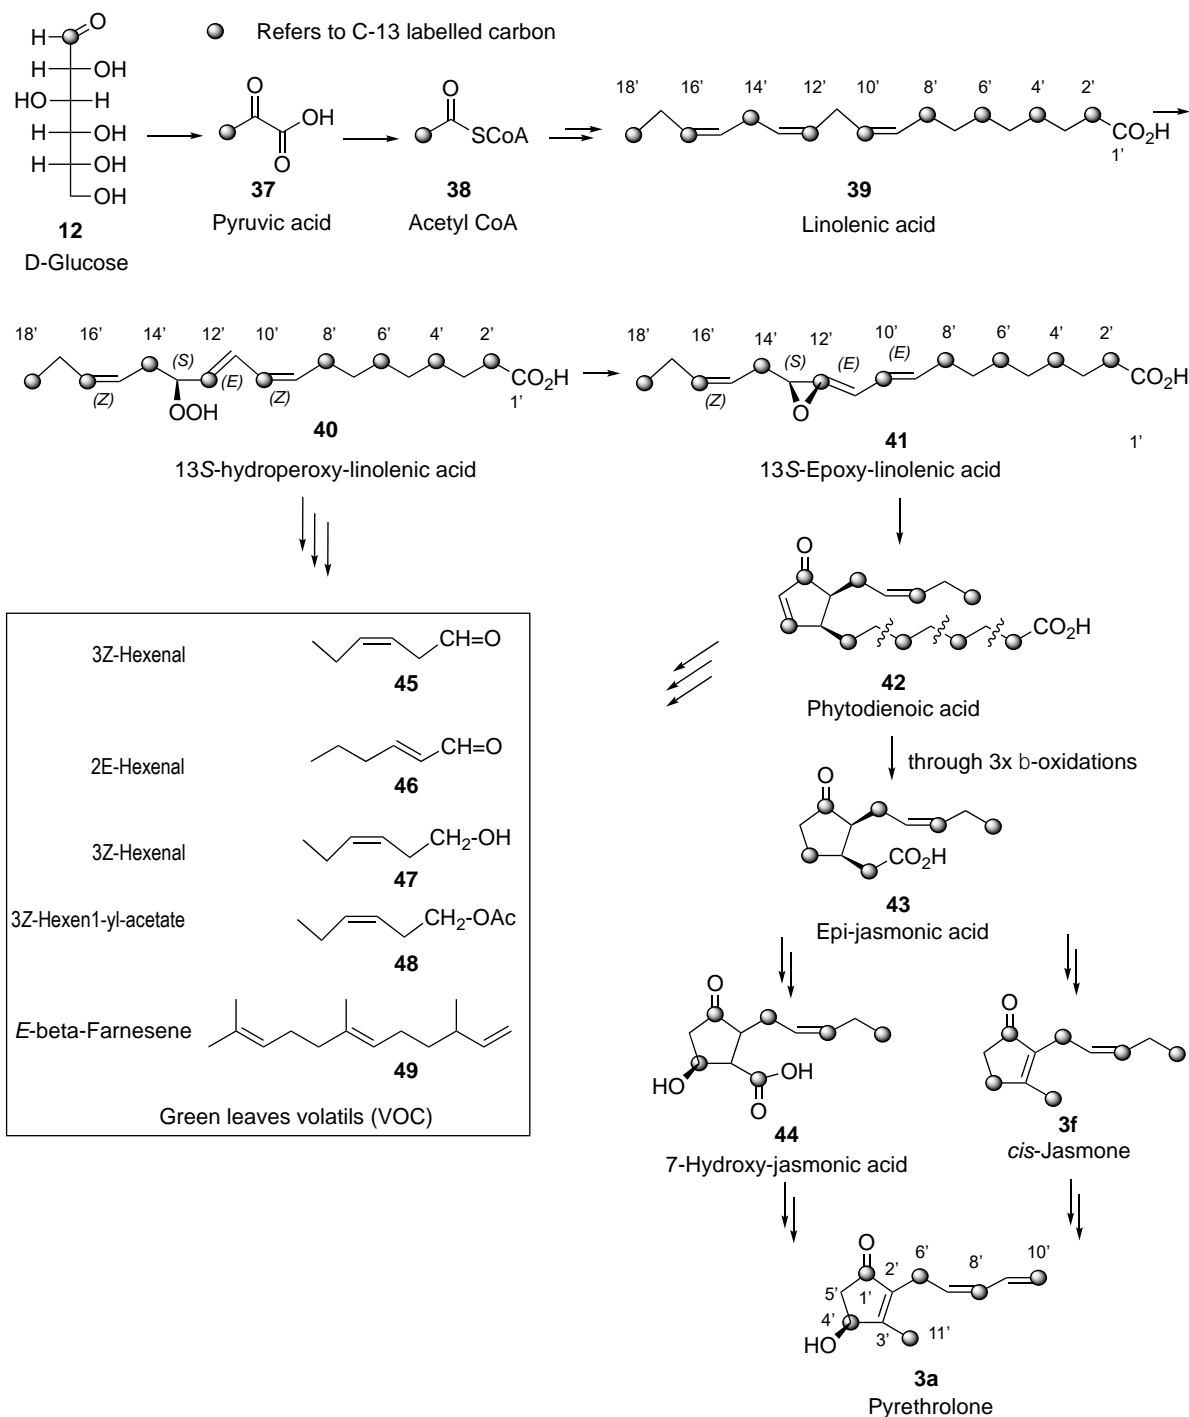 H O
Refers to C-13 labelled carbon
H OH
HO H
H OH
H OH
OH
12
D-Glucose
O
OH
O
37
Pyruvic acid
O
SCoA
38
Acetyl CoA
18’ 16’ 14’ 12’ 10’ 8’ 6’ 4’ 2’
CO2H
1’
39
Linolenic acid
18’ 16’ 14’ 12’ 10’ 8’ 6’ 4’ 2’
(S)
(Z) (E) (Z)
OOH
CO2H
1’
40
13S-hydroperoxy-linolenic acid
18’ 16’ 14’ 12’ 10’ 8’ 6’ 4’ 2’
(S) (E) (E)
(Z)
O
CO2H
1’
41
13S-Epoxy-linolenic acid
O
CO2H
42
Phytodienoic acid
through 3x b-oxidations
O
CO2H
43
Epi-jasmonic acid
3Z-Hexenal
CH=O
45
2E-Hexenal
CH=O
46
3Z-Hexenal
CH2-OH
47
3Z-Hexen1-yl-acetate
CH2-OAc
48
E-beta-Farnesene
49
Green leaves volatils (VOC)
O
OH
HO
O
44
7-Hydroxy-jasmonic acid
O
3f
cis-Jasmone
O
6’ 10’
2’ 8’
5’ 1’
4’
3’ 11’
HO
3a
Pyrethrolone